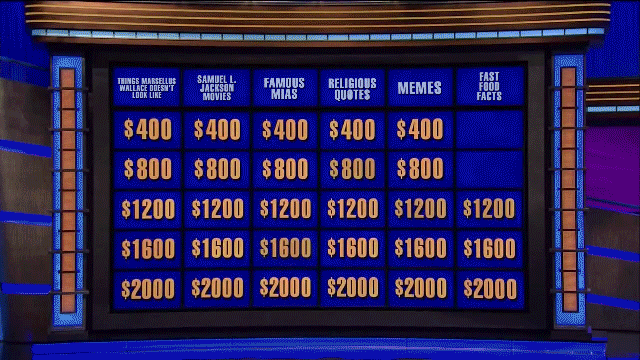 THINGS MARSELLUS
WALLACE DOESN'T
LOOK LIKE
SAMUEL L.
JACKSON
MOVIES
FAMOUS
MIAS
RELIGIOUS
QUOTES
MEMES
FAST
FOOD
FACTS
$400 $400 $400 $400 $400
$800 $800 $800 $800 $800
$1200 $1200 $1200 $1200 $1200 $1200
$1600 $1600 $1600 $1600 $1600 $1600
$2000 $2000 $2000 $2000 $2000 $2000